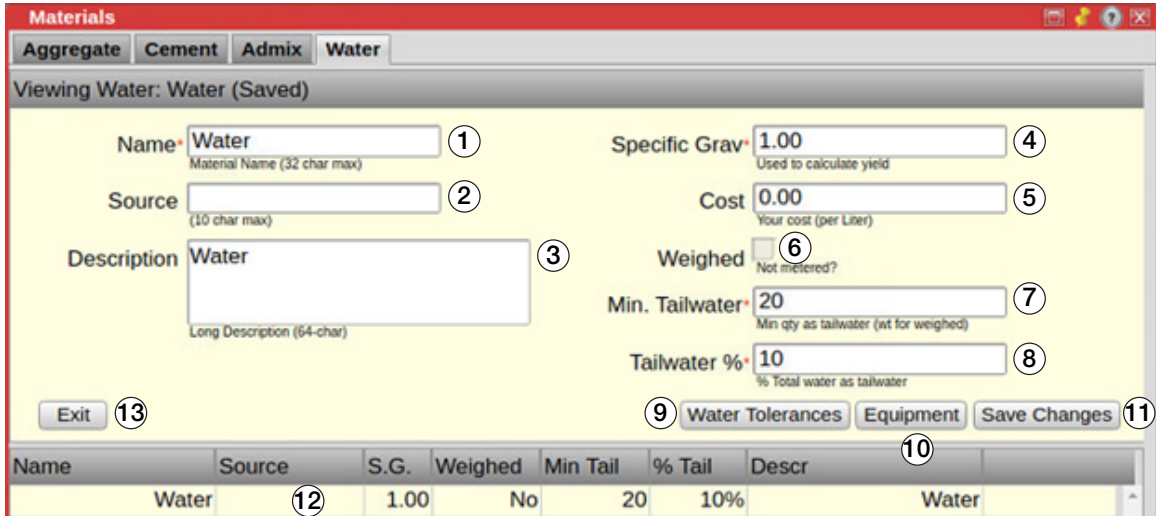 Materials
Aggregate Cement Admix Water
Viewing Water: Water (Saved)
Name* Water 1
Material Name (32 char max)
Source 2
(10 char max)
Description Water 3
Long Description (64-char)
Specific Grav* 1.00 4
Used to calculate yield
Cost 0.00 5
Your cost (per Liter)
Weighed 6
Not metered?
Min. Tailwater* 20 7
Min qty as tailwater (wt for weighed)
Tailwater %* 10 8
% Total water as tailwater
Exit 13 9 Water Tolerances Equipment Save Changes 11
10
Name Source S.G. Weighed Min Tail % Tail Descr
Water 12 1.00 No 20 10% Water